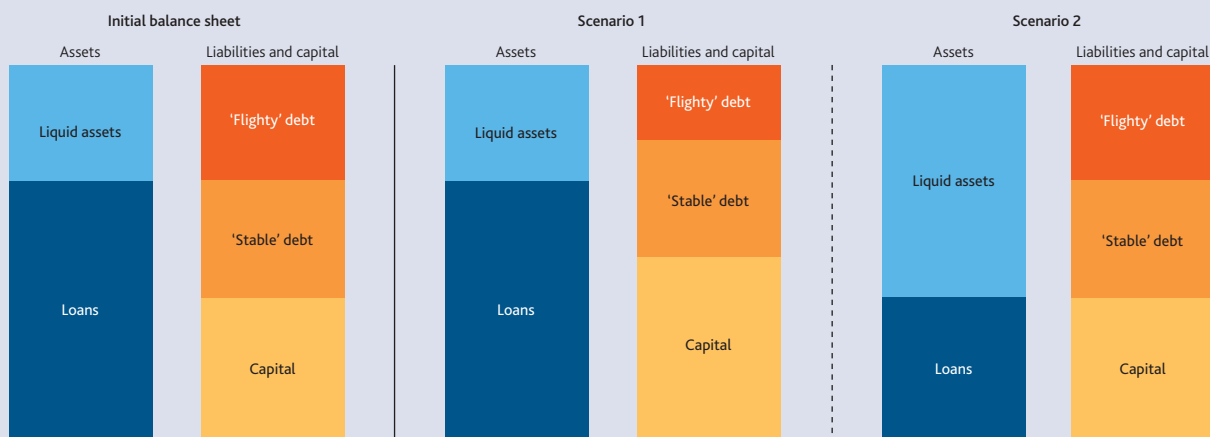 Initial balance sheet
Assets
Liabilities and capital
Liquid assets
Loans
‘Flighty’ debt
‘Stable’ debt
Capital
Scenario 1
Assets
Liabilities and capital
Liquid assets
Loans
‘Flighty’ debt
‘Stable’ debt
Capital
Scenario 2
Assets
Liabilities and capital
Liquid assets
Loans
‘Flighty’ debt
‘Stable’ debt
Capital